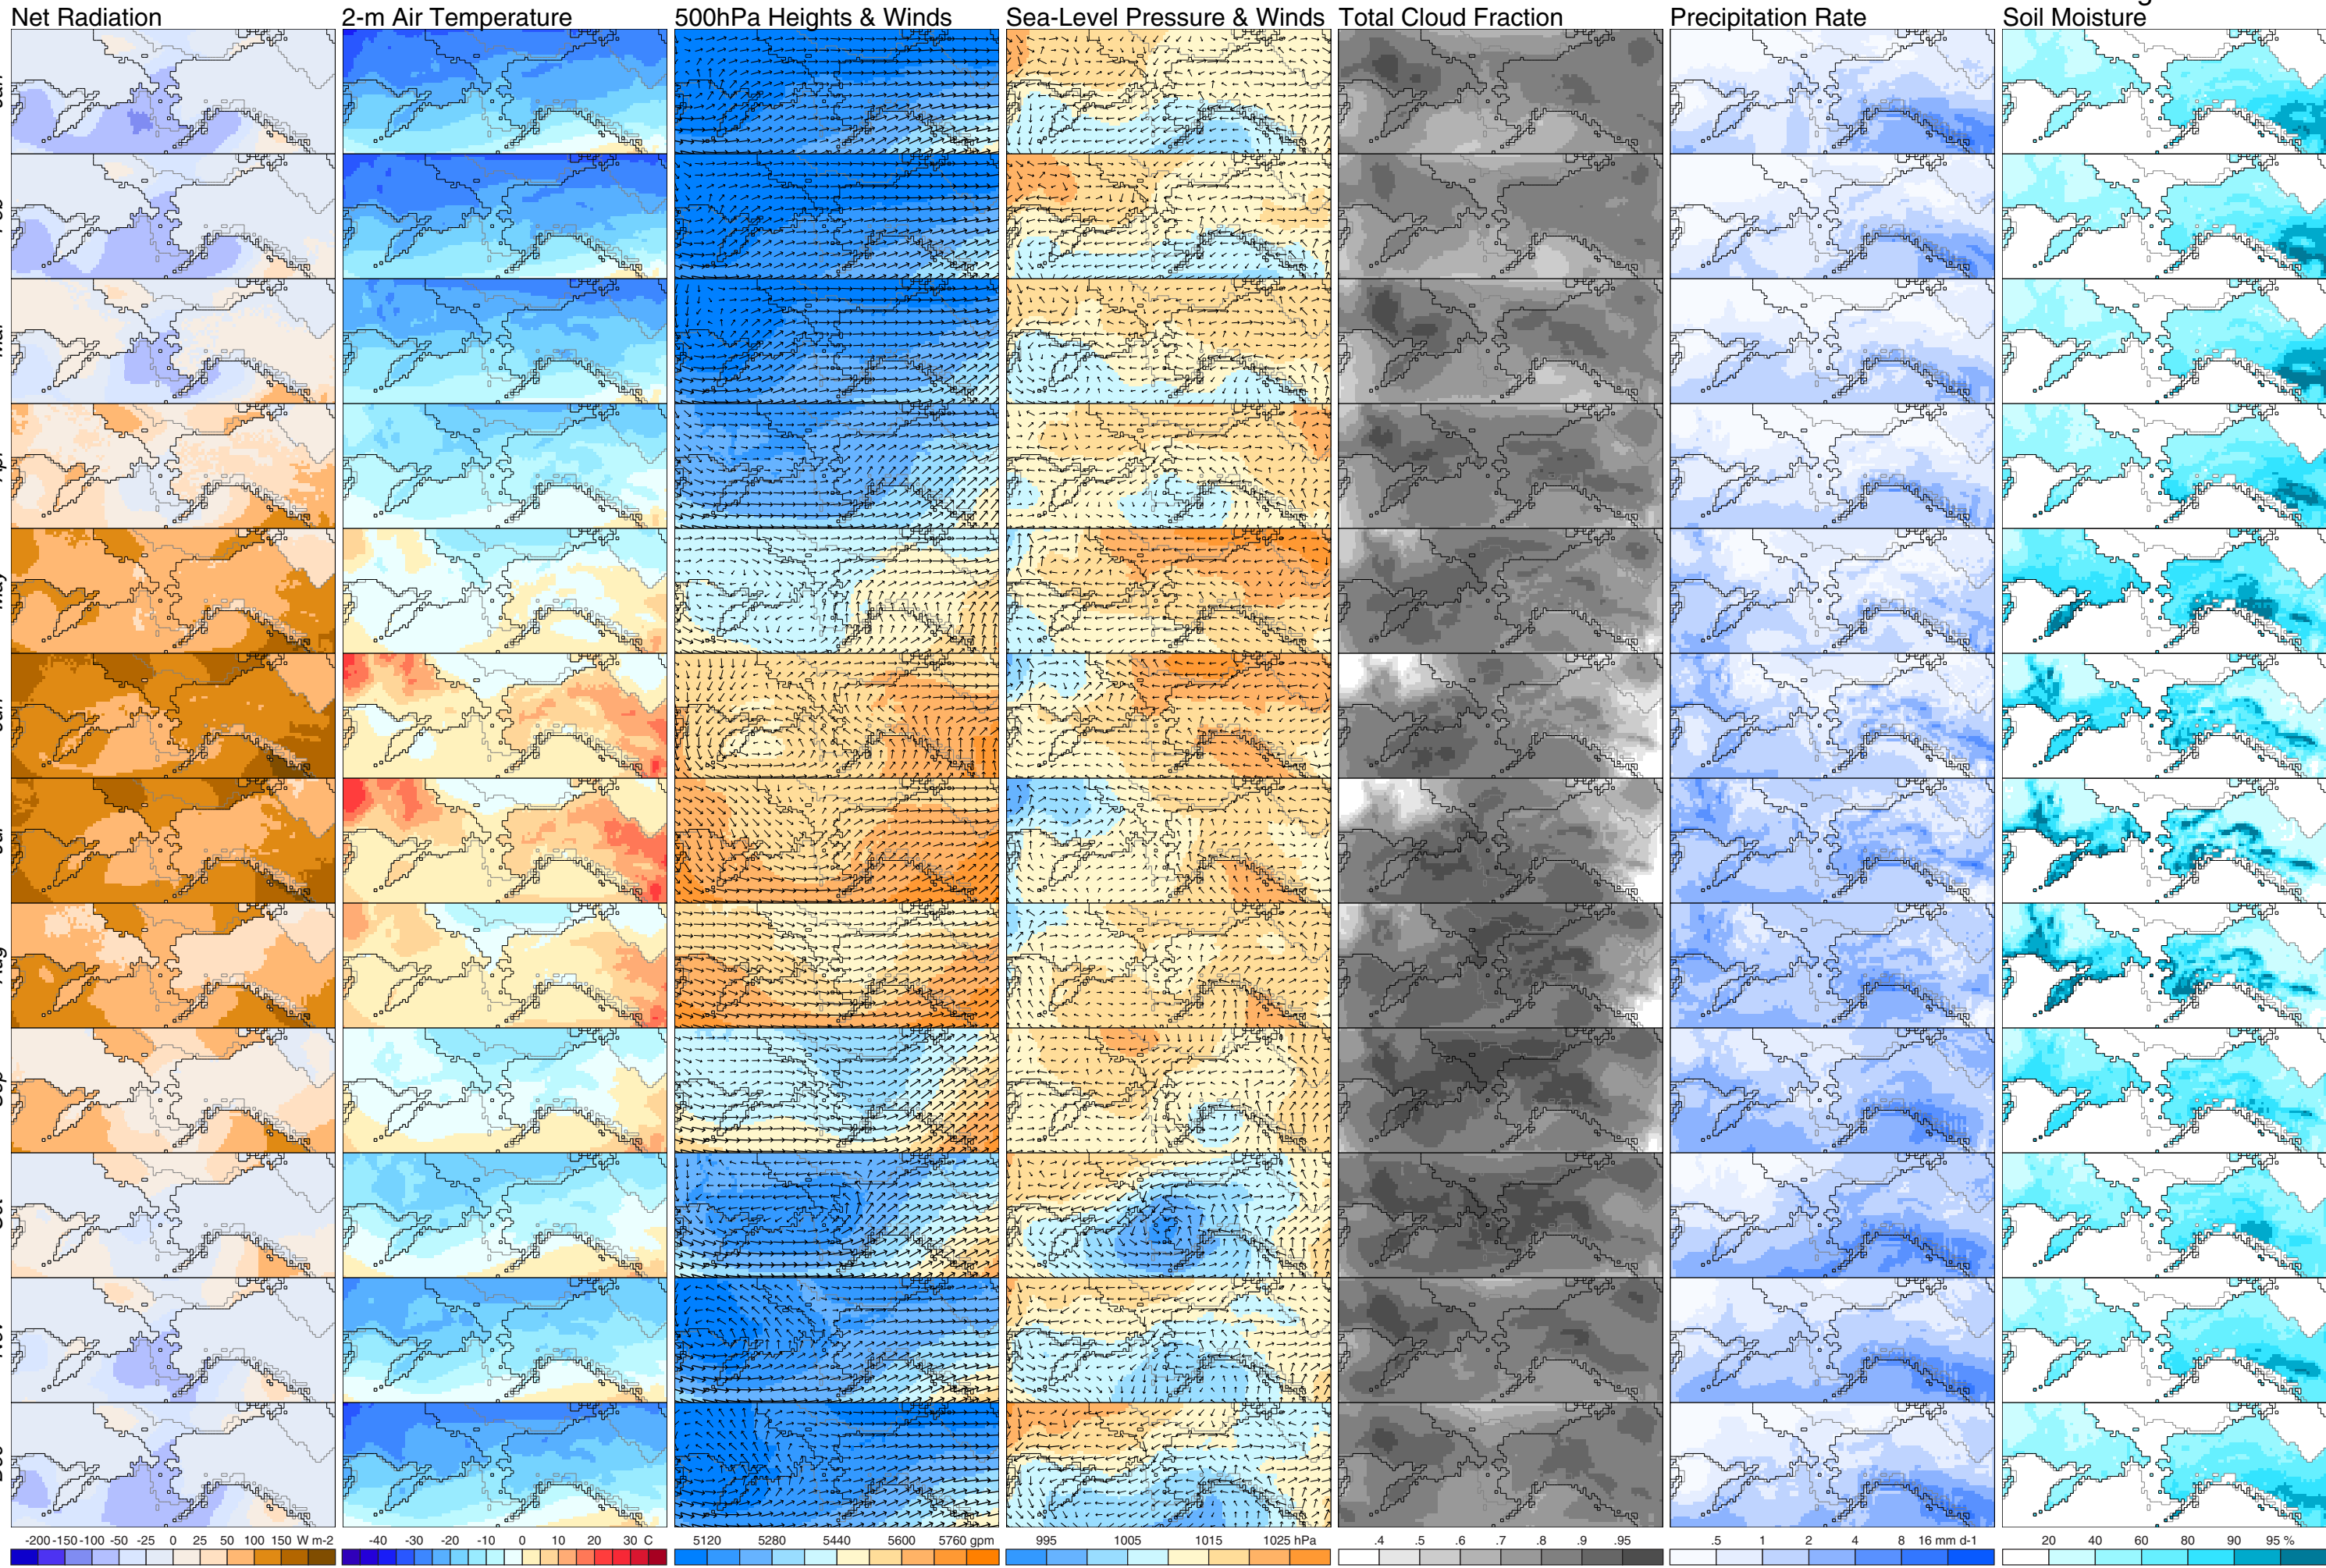 Net Radiation 2-m Air Temperature 500hPa Heights & Winds Sea-Level Pressure & Winds Total Cloud Fraction Precipitation Rate Soil Moisture
-200 -150 -100 -50 -25 0 25 50 100 150 W m-2
-40 -30 -20 -10 0 10 20 30 C
5120 5280 5440 5600 5760 gpm
995 1005 1015 1025 hPa
.4 .5 .6 .7 .8 .9 .95
.5 1 2 4 8 16 mm d-1
20 40 60 80 90 95 %